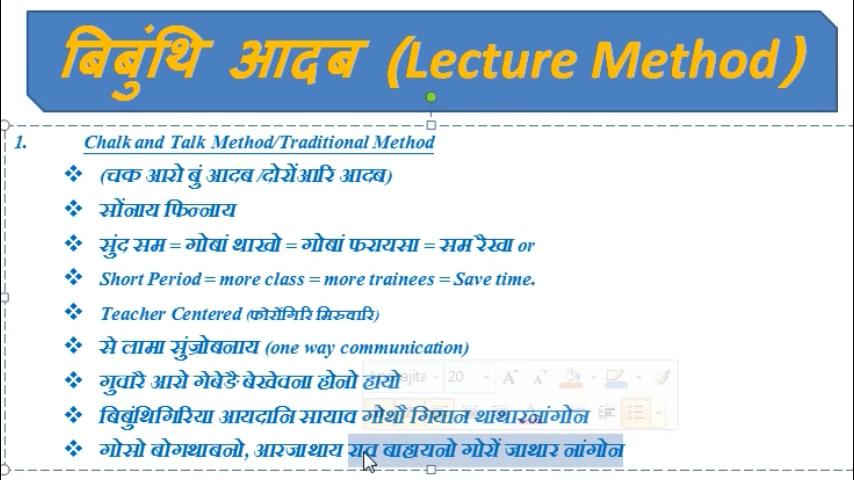 बिबुंथि आदब (Lecture Method)
1. Chalk and Talk Method/Traditional Method
❖ (चक आरो बुं आदब /दोरोंआरि आदब)
❖ सोंनाय फिन्नाय
❖ सुंद सम = गोबां थाखो = गोबां फरायसा = सम रैखा or
❖ Short Period = more class = more trainees = Save time.
❖ Teacher Centered (फोरोंगिरि मिरुवारि)
❖ से लामा सुंज्रोबनाय (one way communication)
❖ गुवारै आरो गेबेङै बेखेवना होनो हायो
❖ बिबुंथिगिरिया आयदानि सायाव गोथौ गियान थाथारनांगोन
❖ गोसो बोगथाबनो, आरजाथाय राव बाहायनो गोरों जाथार नांगोन
20